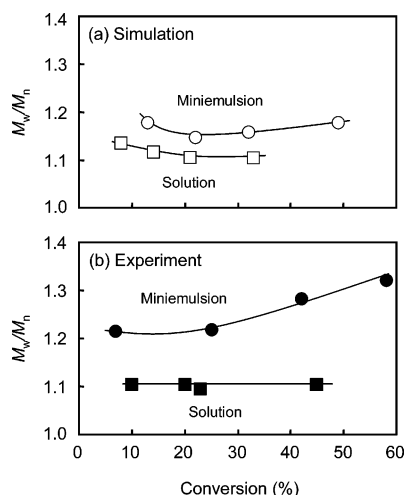 1.4
(a) Simulation
1.3
Miniemulsion
1.2
1.1
Solution
1.0
Mw/Mn
1.4
(b) Experiment
1.3
Miniemulsion
1.2
1.1
Solution
1.0
Mw/Mn
0 10 20 30 40 50 60
Conversion (%)